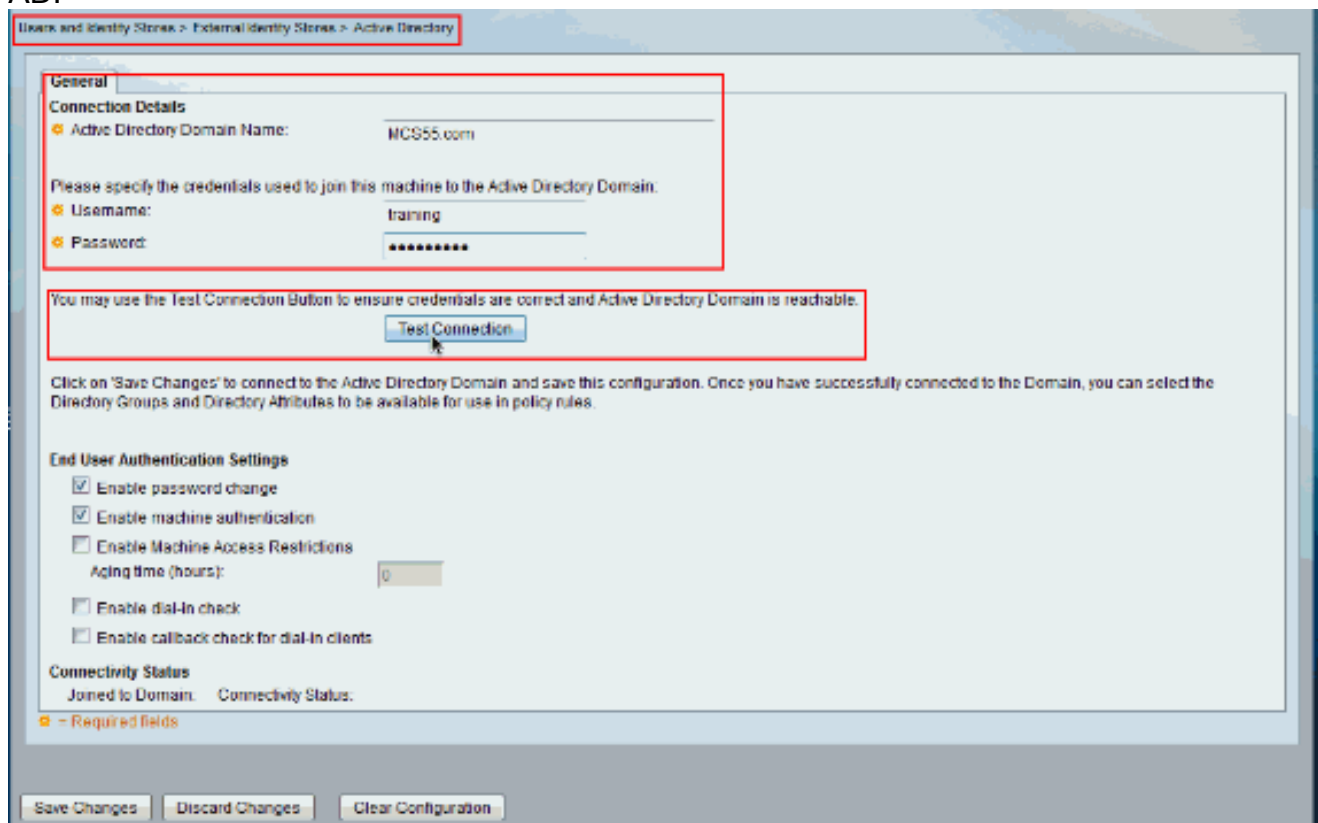 AD.
Users and Identity Stores > External Identity Stores > Active Directory
General
Connection Details
Active Directory Domain Name: MCS55.com
Please specify the credentials used to join this machine to the Active Directory Domain:
Username: training
Password: •••••••••
You may use the Test Connection Button to ensure credentials are correct and Active Directory Domain is reachable.
Test Connection
Click on 'Save Changes' to connect to the Active Directory Domain and save this configuration. Once you have successfully connected to the Domain, you can select the
Directory Groups and Directory Attributes to be available for use in policy rules.
End User Authentication Settings
Enable password change
Enable machine authentication
Enable Machine Access Restrictions
Aging time (hours): 0
Enable dial-in check
Enable callback check for dial-in clients
Connectivity Status
Joined to Domain: Connectivity Status:
= Required fields
Save Changes Discard Changes Clear Configuration